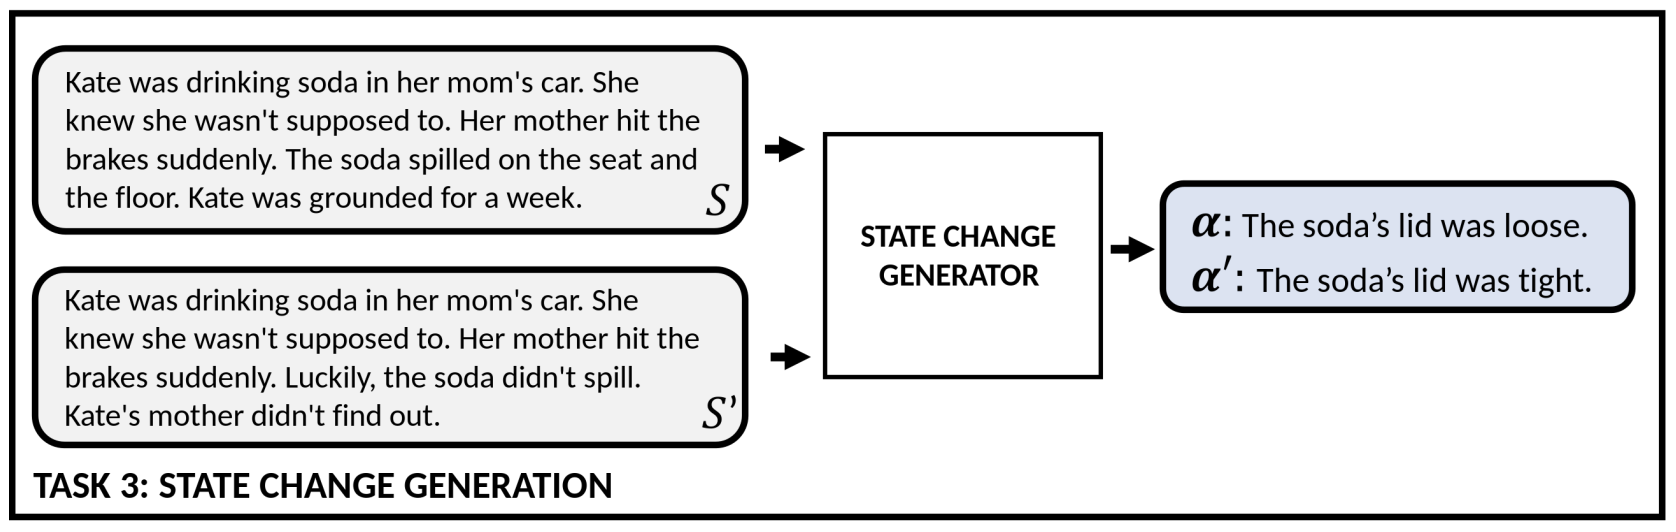 Kate was drinking soda in her mom's car. She
knew she wasn't supposed to. Her mother hit the
brakes suddenly. The soda spilled on the seat and
the floor. Kate was grounded for a week.
S
Kate was drinking soda in her mom's car. She
knew she wasn't supposed to. Her mother hit the
brakes suddenly. Luckily, the soda didn't spill.
Kate's mother didn't find out.
S’
STATE CHANGE
GENERATOR
α: The soda’s lid was loose.
α′: The soda’s lid was tight.
TASK 3: STATE CHANGE GENERATION